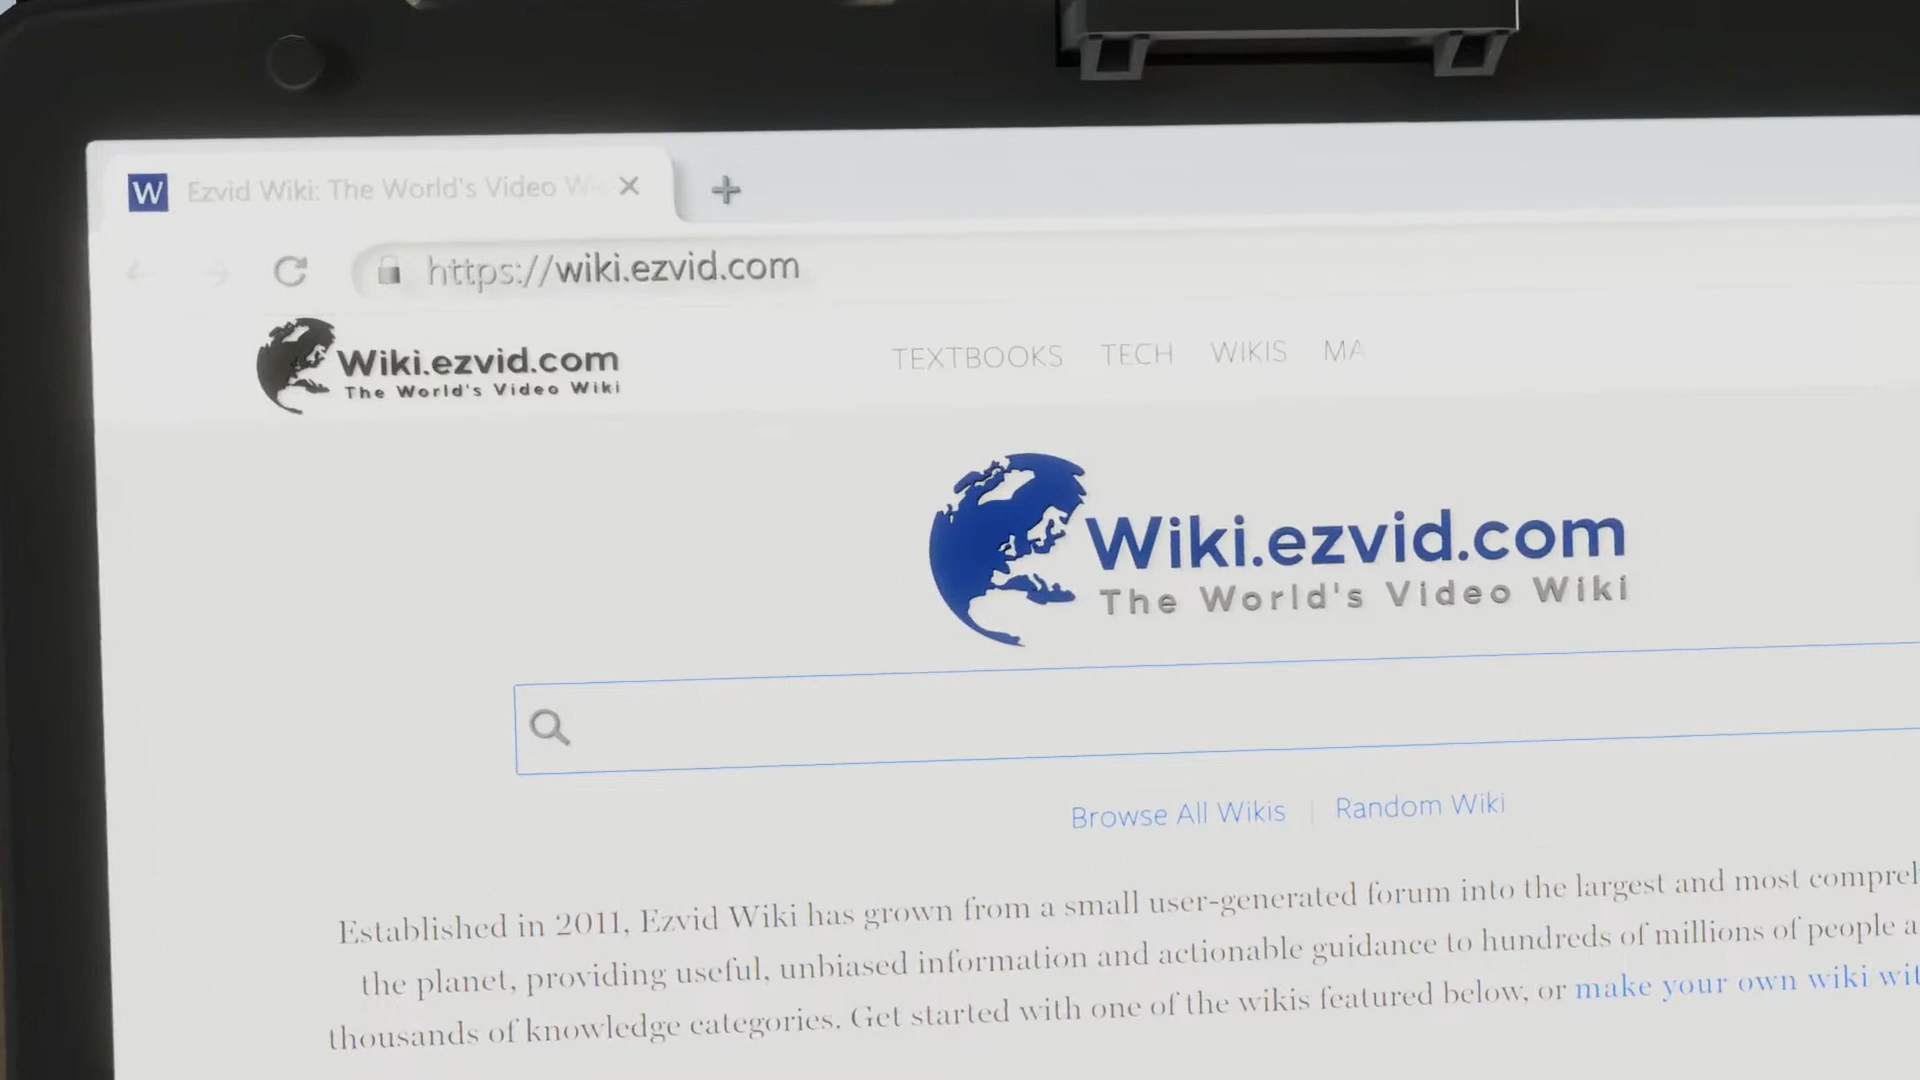 W Ezvid Wiki: The World's Video
https://wiki.ezvid.com
Wiki.ezvid.com
The World's Video Wiki
TEXTBOOKS TECH WIKIS MA
Wiki.ezvid.com
The World's Video Wiki
Browse All Wikis | Random Wiki
Established in 2011, Ezvid Wiki has grown from a small user-generated forum into the largest and most compreh
the planet, providing useful, unbiased information and actionable guidance to hundreds of millions of people a
thousands of knowledge categories. Get started with one of the wikis featured below, or make your own wiki wit